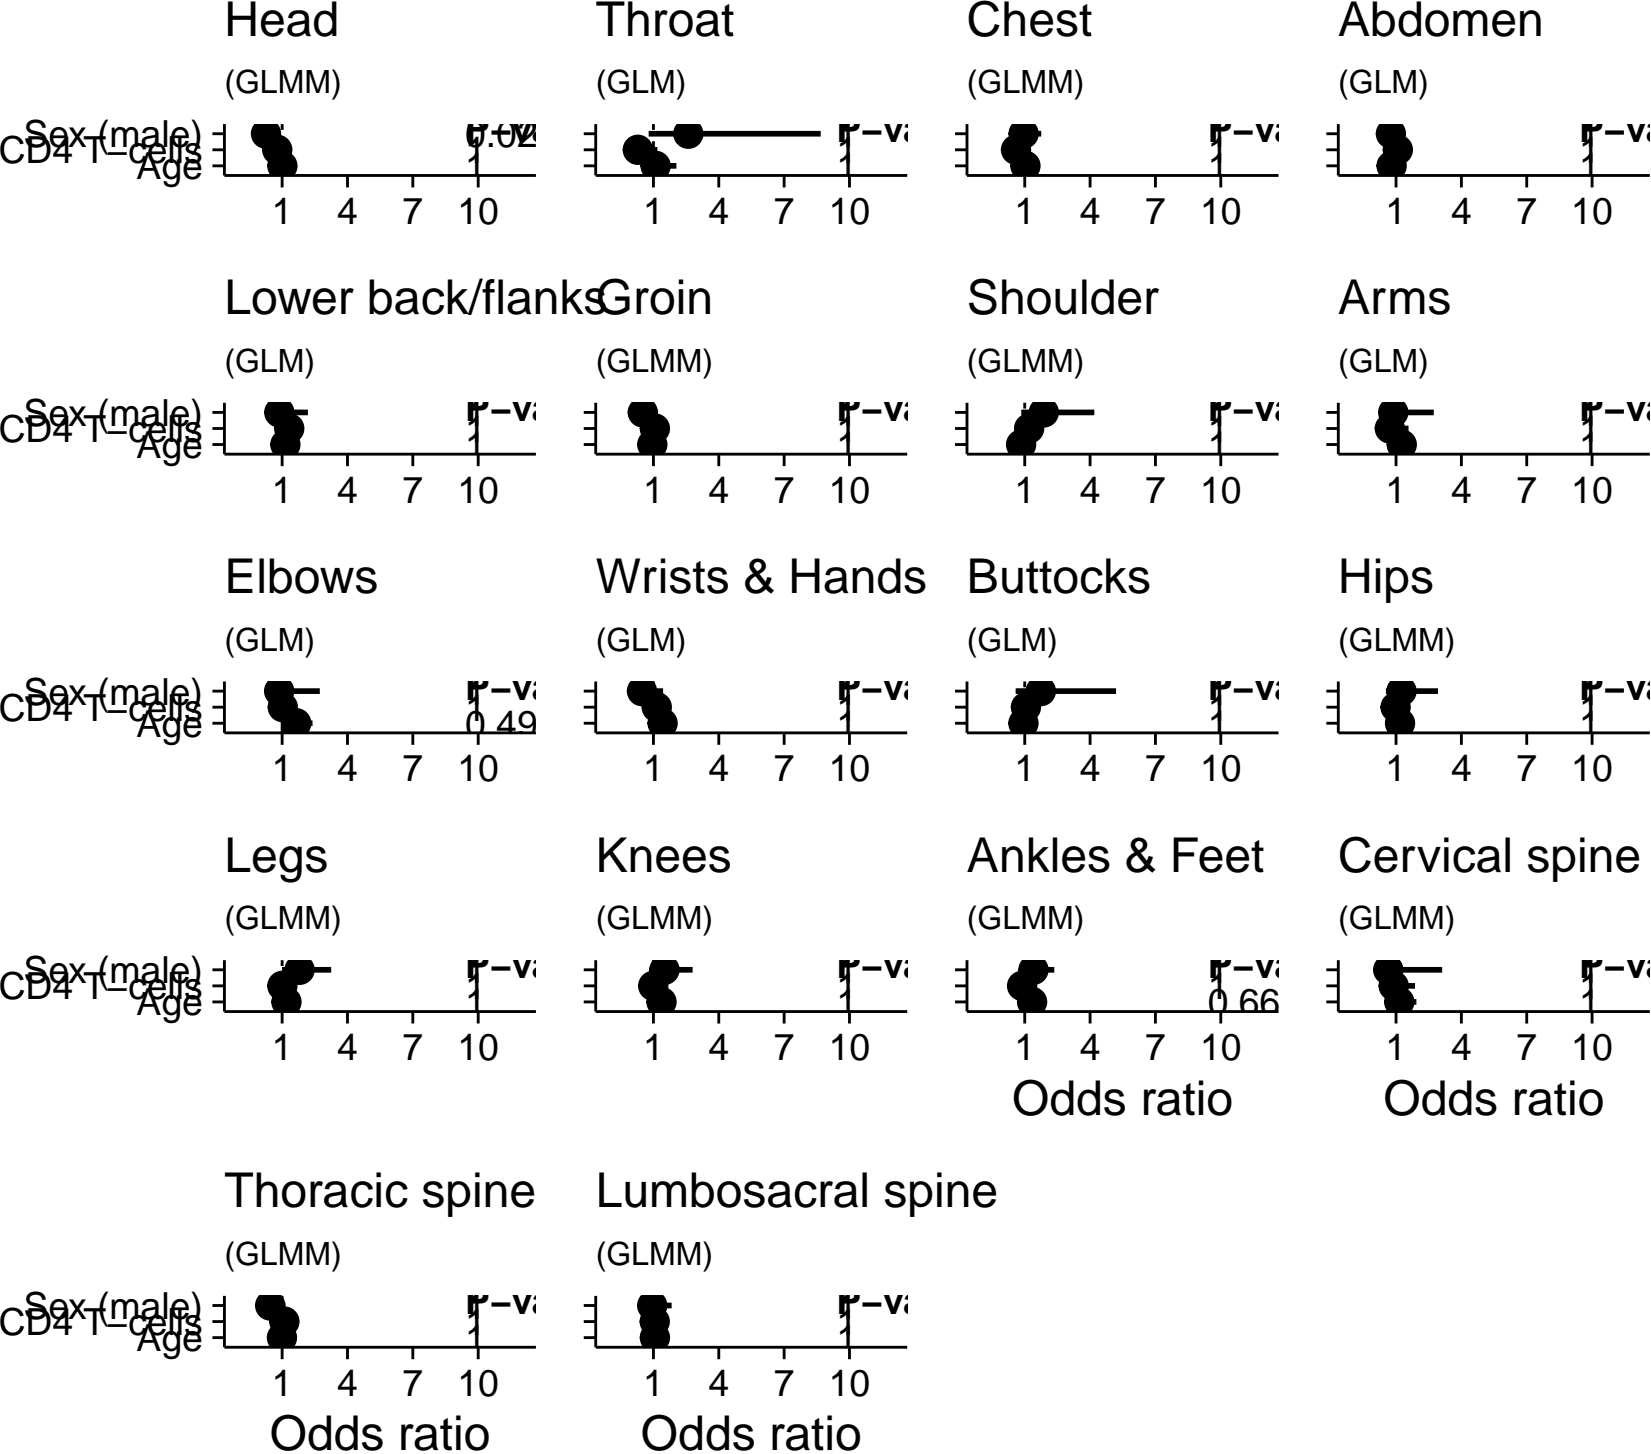 Head Throat Chest Abdomen
(GLMM) (GLM) (GLMM) (GLM)
Sex (male)
CD4 T−cells
Age
1 4 7 10 1 4 7 10 1 4 7 10 1 4 7 10
Lower back/flanks Groin Shoulder Arms
(GLM) (GLMM) (GLMM) (GLM)
Sex (male)
CD4 T−cells
Age
1 4 7 10 1 4 7 10 1 4 7 10 1 4 7 10
Elbows Wrists & Hands Buttocks Hips
(GLM) (GLM) (GLM) (GLMM)
Sex (male)
CD4 T−cells
Age 0.49
1 4 7 10 1 4 7 10 1 4 7 10 1 4 7 10
Legs Knees Ankles & Feet Cervical spine
(GLMM) (GLMM) (GLMM) (GLMM)
Sex (male)
CD4 T−cells
Age 0.66
1 4 7 10 1 4 7 10 1 4 7 10 1 4 7 10
Odds ratio Odds ratio
Thoracic spine Lumbosacral spine
(GLMM) (GLMM)
Sex (male)
CD4 T−cells
Age
1 4 7 10 1 4 7 10
Odds ratio Odds ratio